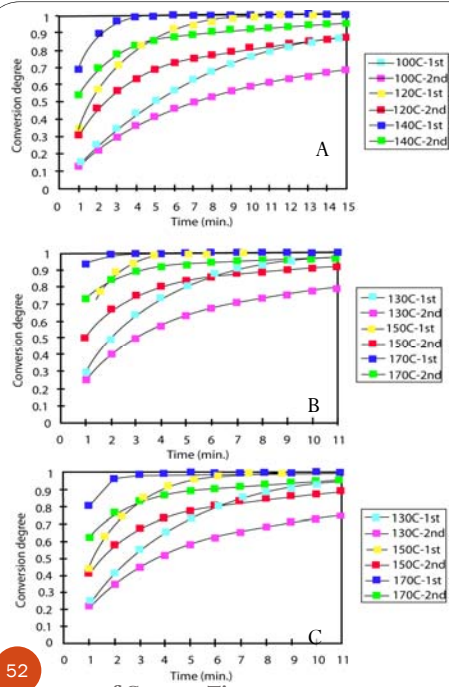 1
0.9
0.8
0.7
0.6
0.5
0.4
0.3
0.2
0.1
0
Conversion degree
0 1 2 3 4 5 6 7 8 9 10 11 12 13 14 15
Time (min.)
A
100C-1st
100C-2nd
120C-1st
120C-2nd
140C-1st
140C-2nd
1
0.9
0.8
0.7
0.6
0.5
0.4
0.3
0.2
0.1
0
Conversion degree
0 1 2 3 4 5 6 7 8 9 10 11
Time (min.)
B
130C-1st
130C-2nd
150C-1st
150C-2nd
170C-1st
170C-2nd
1
0.9
0.8
0.7
0.6
0.5
0.4
0.3
0.2
0.1
0
Conversion degree
0 1 2 3 4 5 6 7 8 9 10 11
Time (min.)
C
130C-1st
130C-2nd
150C-1st
150C-2nd
170C-1st
170C-2nd
52